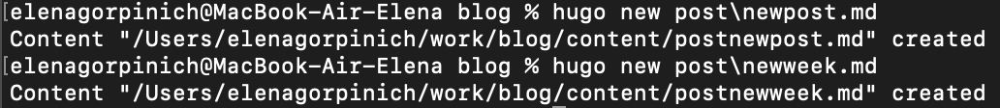 [elenagorpinich@MacBook-Air-Elena blog % hugo new post\newpost.md
Content "/Users/elenagorpinich/work/blog/content/postnewpost.md" created
[elenagorpinich@MacBook-Air-Elena blog % hugo new post\newweek.md
Content "/Users/elenagorpinich/work/blog/content/postnewweek.md" created